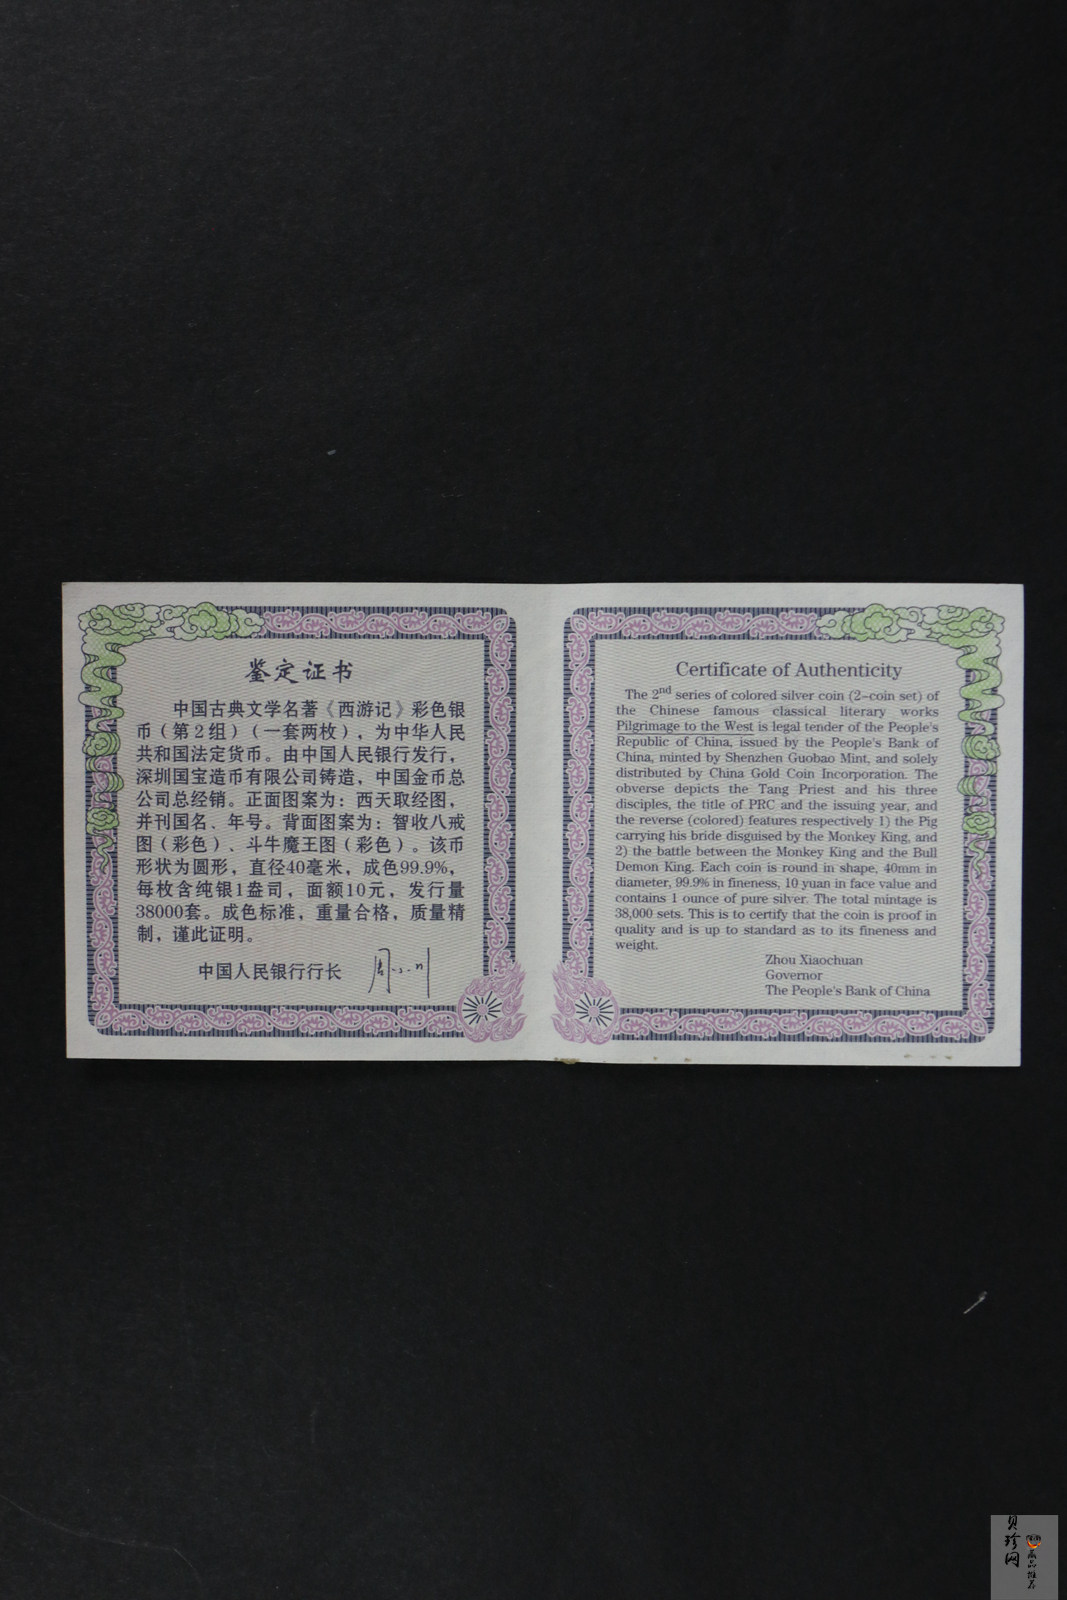 鉴定证书
中国古典文学名著《西游记》彩色银
币(第2组)(一套两枚),为中华人民
共和国法定货币。由中国人民银行发行,
深圳国宝造币有限公司铸造,中国金币总
公司总经销。正面图案为:西天取经图,
并刊国名、年号。背面图案为:智收八戒
图(彩色)、斗牛魔王图(彩色)。该币
形状为圆形,直径40毫米,成色99.9%,
每枚含纯银1盎司,面额10元,发行量
38000套。成色标准,重量合格,质量精
制,谨此证明。
中国人民银行行长
Certificate of Authenticity
The 2nd series of colored silver coin (2-coin set) of
the Chinese famous classical literary works
Pilgrimage to the West is legal tender of the People's
Republic of China, issued by the People's Bank of
China, minted by Shenzhen Guobao Mint, and solely
distributed by China Gold Coin Incorporation. The
obverse depicts the Tang Priest and his three
disciples, the title of PRC and the issuing year, and
the reverse (colored) features respectively 1) the Pig
carrying his bride disguised by the Monkey King, and
2) the battle between the Monkey King and the Bull
Demon King. Each coin is round in shape, 40mm in
diameter, 99.9% in fineness, 10 yuan in face value and
contains 1 ounce of pure silver. The total mintage is
38,000 sets. This is to certify that the coin is proof in
quality and is up to standard as to its fineness and
weight.
Zhou Xiaochuan
Governor
The People's Bank of China
贝珍网